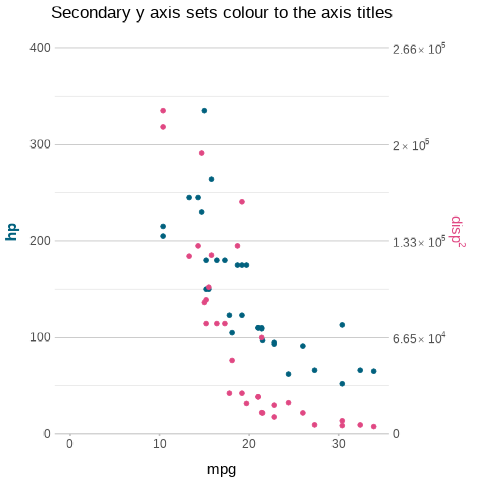 Secondary y axis sets colour to the axis titles
400
300
200
100
0
hp
2.66 × 10⁵
2 × 10⁵
1.33 × 10⁵
6.65 × 10⁴
0
disp²
0
10
20
30
mpg